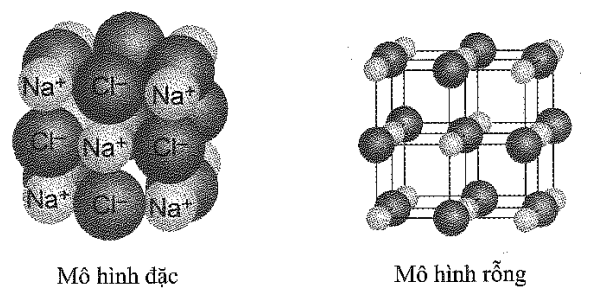 Na⁺ Cl⁻ Na⁺
Cl⁻ Na⁺ Cl⁻
Na⁺ Cl⁻ Na⁺
Mô hình đặc
Mô hình rỗng